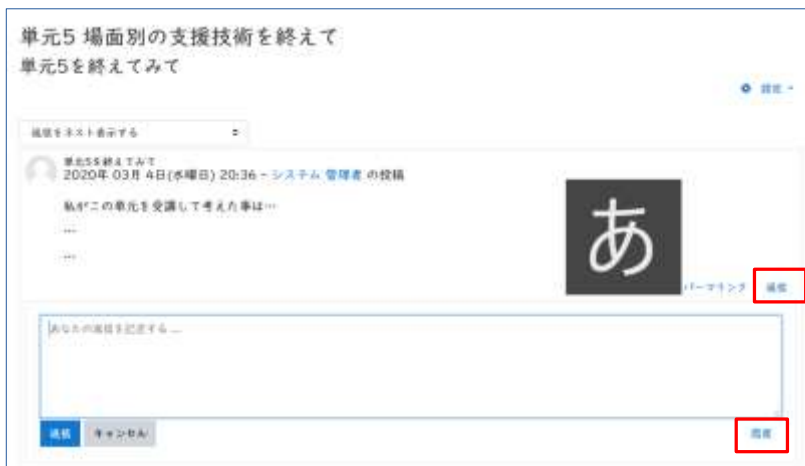 単元5 場面別の支援技術を終えて
単元5を終えてみて
設定
返信をネスト表示する
単元5を終えてみて
2020年 03月 4日(水曜日) 20:36 - システム 管理者 の投稿
私がこの単元を受講して考えた事は…
…
…
あ
パーマリンク 返信
あなたの返信を記述する ...
返信 キャンセル